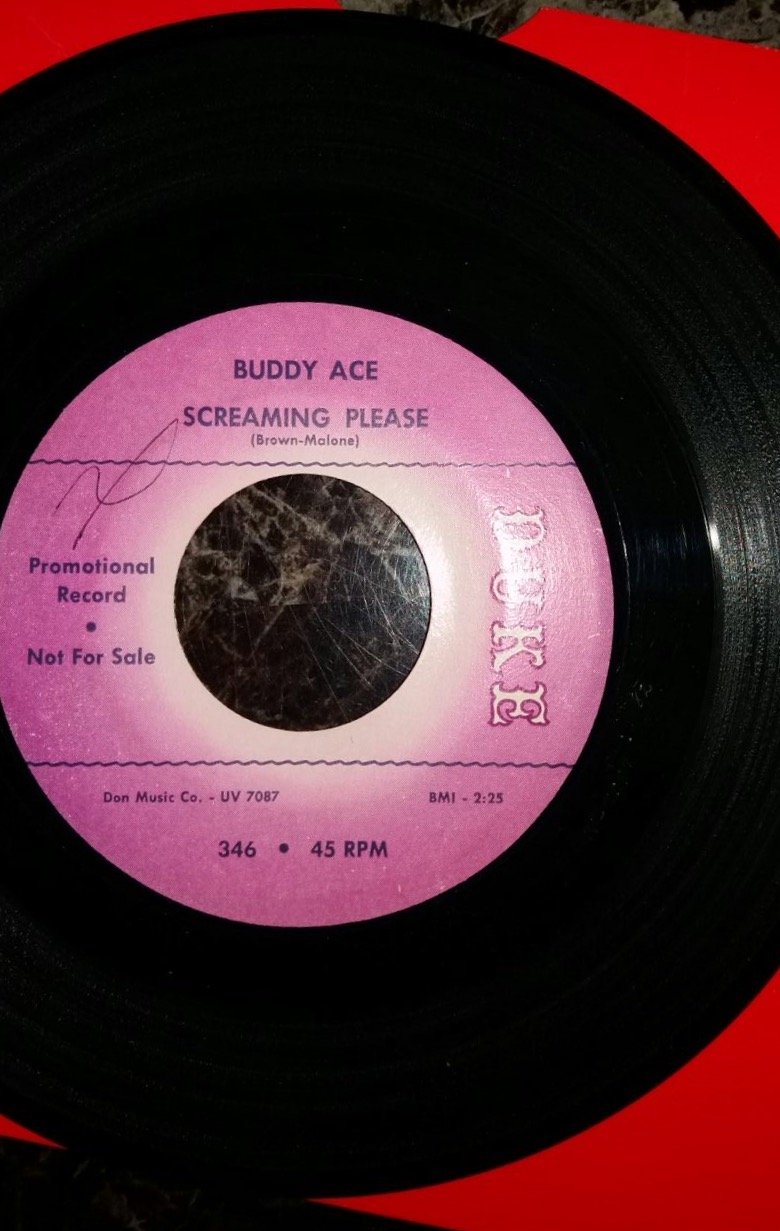 BUDDY ACE
SCREAMING PLEASE
(Brown-Malone)
DUKE
Promotional
Record
•
Not For Sale
Don Music Co. - UV 7087
BMI - 2:25
346 • 45 RPM